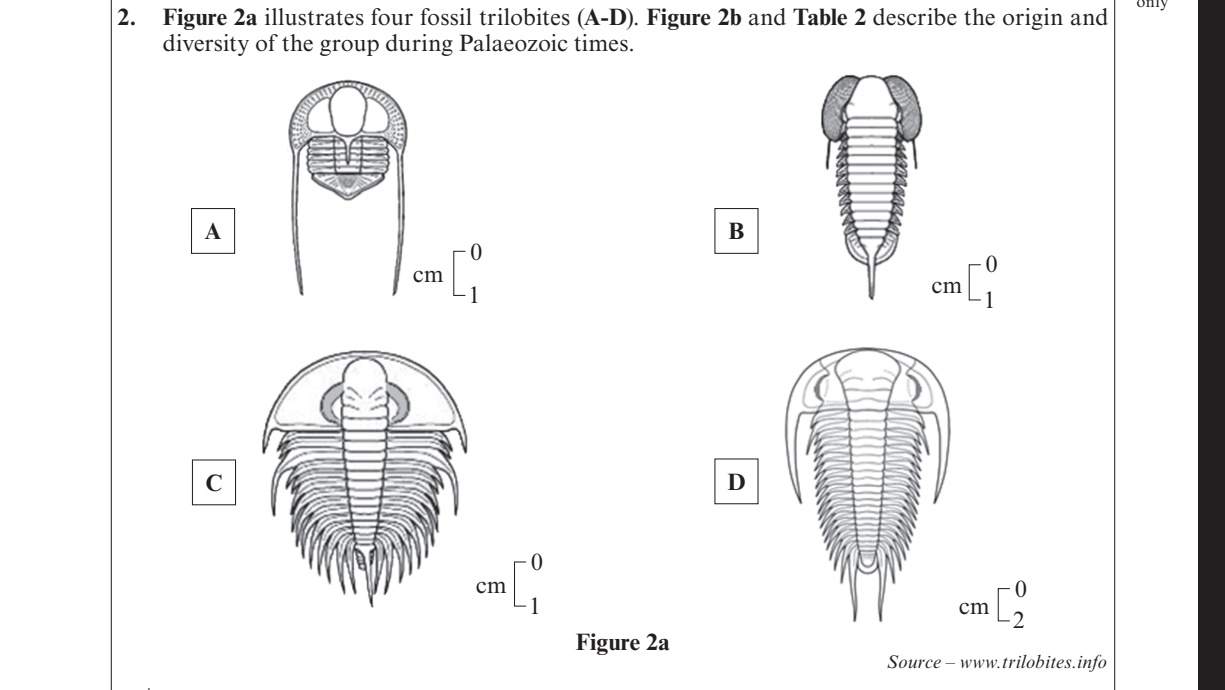 only
2. Figure 2a illustrates four fossil trilobites (A-D). Figure 2b and Table 2 describe the origin and
diversity of the group during Palaeozoic times.
A
cm
0
1
B
cm
0
1
C
cm
0
1
D
cm
0
2
Figure 2a
Source – www.trilobites.info